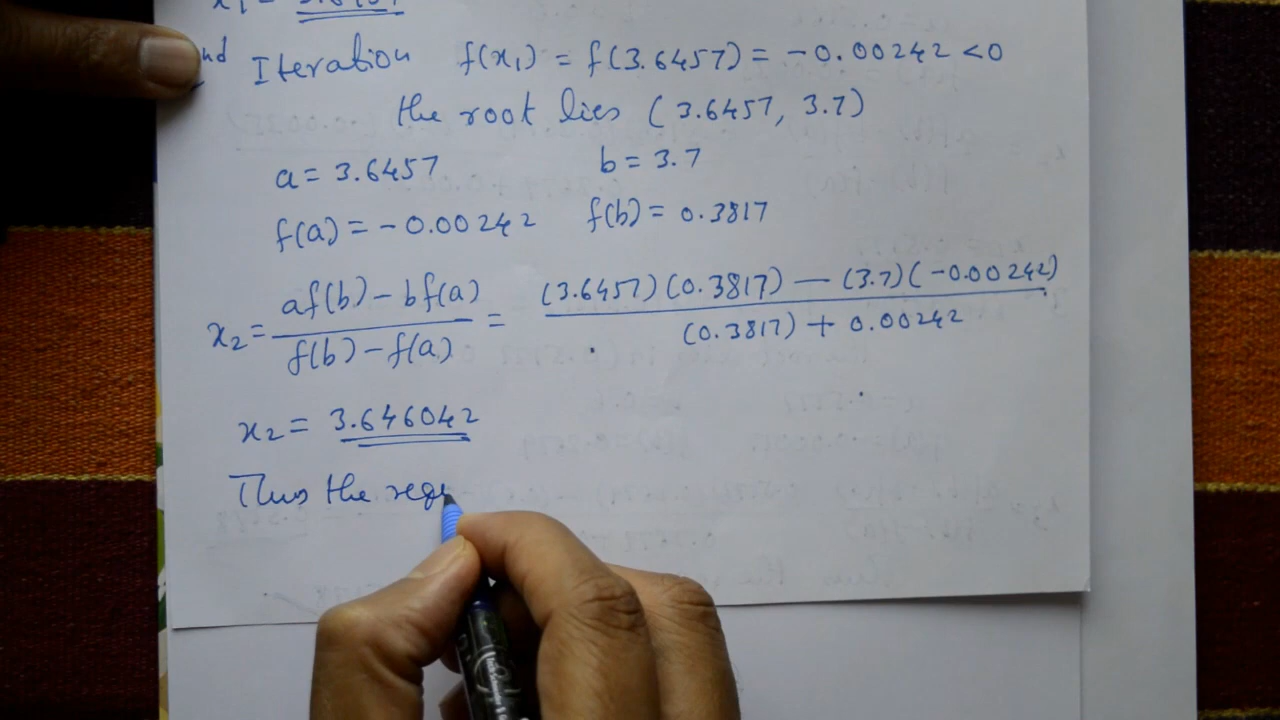 nd Iteration f(x₁) = f(3.6457) = -0.00242 < 0
the root lies (3.6457, 3.7)
a = 3.6457 b = 3.7
f(a) = -0.00242 f(b) = 0.3817
x₂ = af(b) - bf(a) / f(b) - f(a) = (3.6457)(0.3817) — (3.7)(-0.00242) / (0.3817) + 0.00242
x₂ = 3.646042
Thus the requ